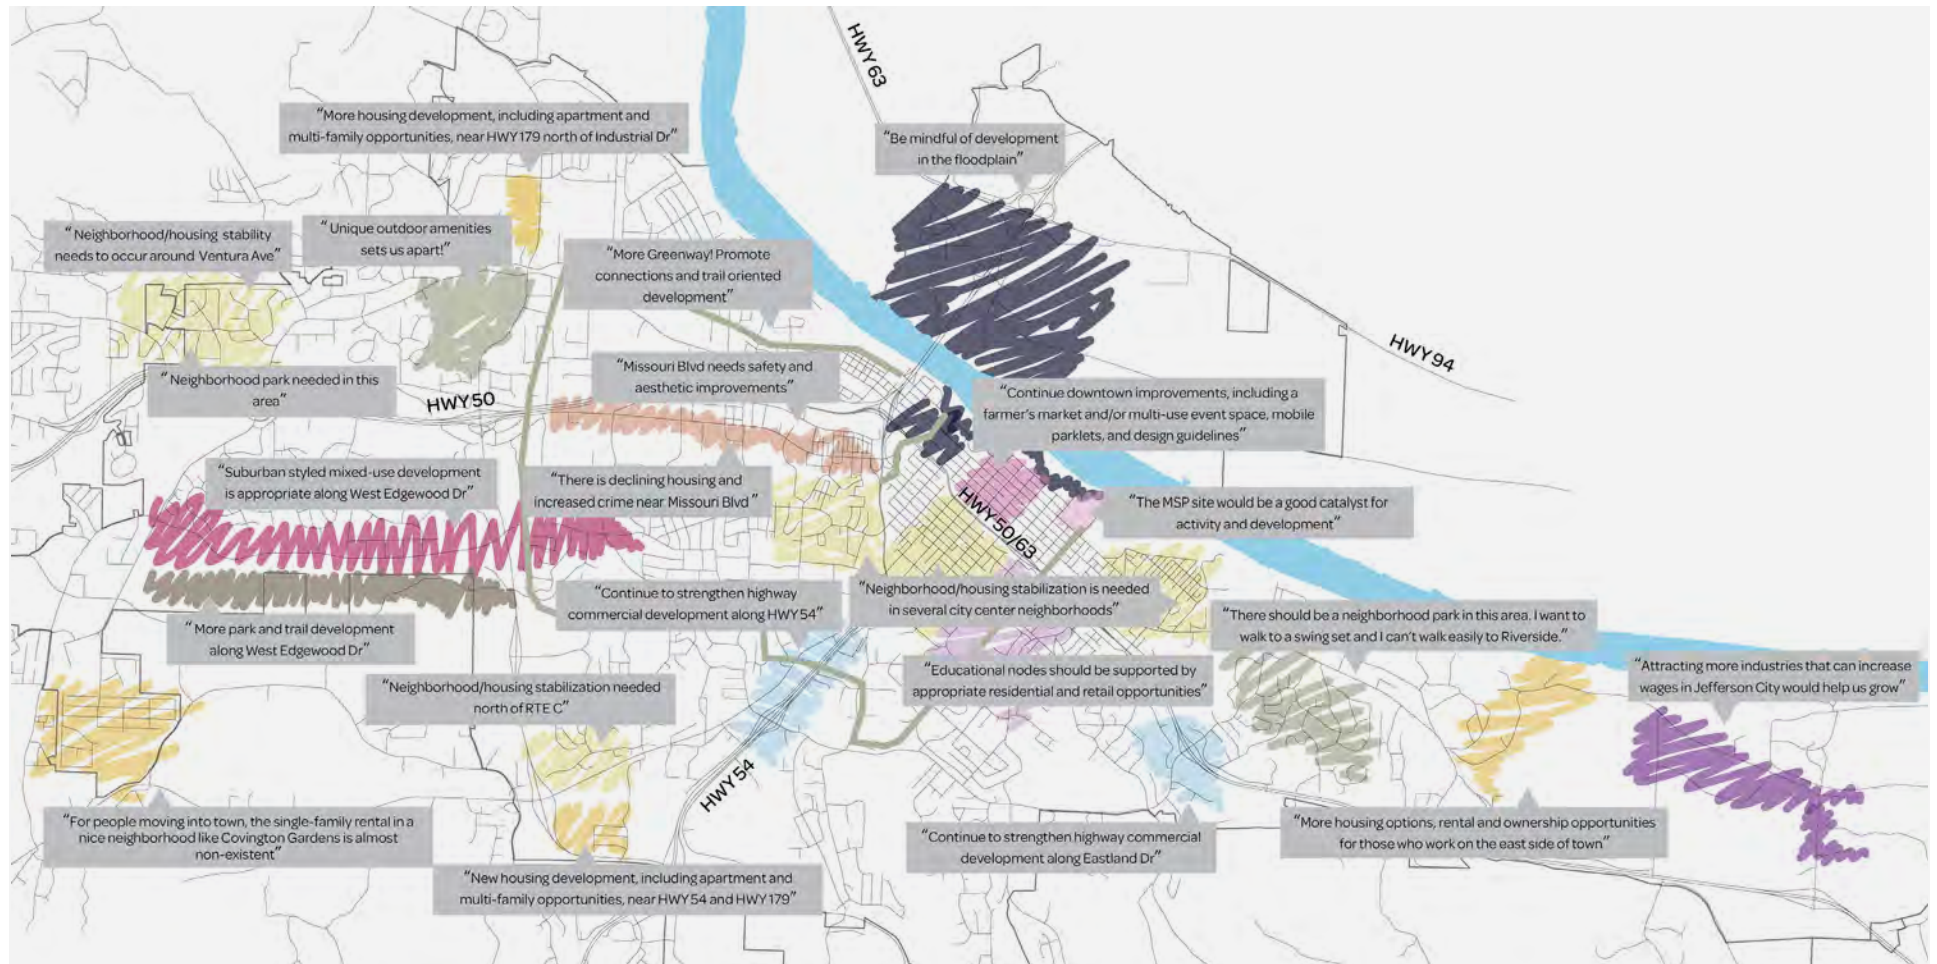 HWY 63
“More housing development, including apartment and
multi-family opportunities, near HWY 179 north of Industrial Dr”
“Be mindful of development
in the floodplain”
“Neighborhood/housing stability
needs to occur around Ventura Ave”
“Unique outdoor amenities
sets us apart!”
“More Greenway! Promote
connections and trail oriented
development”
HWY 94
“Missouri Blvd needs safety and
aesthetic improvements”
“Neighborhood park needed in this
area”
HWY 50
“Continue downtown improvements, including a
farmer’s market and/or multi-use event space, mobile
parklets, and design guidelines”
“Suburban styled mixed-use development
is appropriate along West Edgewood Dr”
“There is declining housing and
increased crime near Missouri Blvd”
HWY 50/63
“The MSP site would be a good catalyst for
activity and development”
“Continue to strengthen highway
commercial development along HWY 54”
“Neighborhood/housing stabilization is needed
in several city center neighborhoods”
“There should be a neighborhood park in this area. I want to
walk to a swing set and I can’t walk easily to Riverside.”
“More park and trail development
along West Edgewood Dr”
“Educational nodes should be supported by
appropriate residential and retail opportunities”
“Attracting more industries that can increase
wages in Jefferson City would help us grow”
“Neighborhood/housing stabilization needed
north of RTE C”
HWY 54
“For people moving into town, the single-family rental in a
nice neighborhood like Covington Gardens is almost
non-existent”
“Continue to strengthen highway commercial
development along Eastland Dr”
“More housing options, rental and ownership opportunities
for those who work on the east side of town”
“New housing development, including apartment and
multi-family opportunities, near HWY 54 and HWY 179”